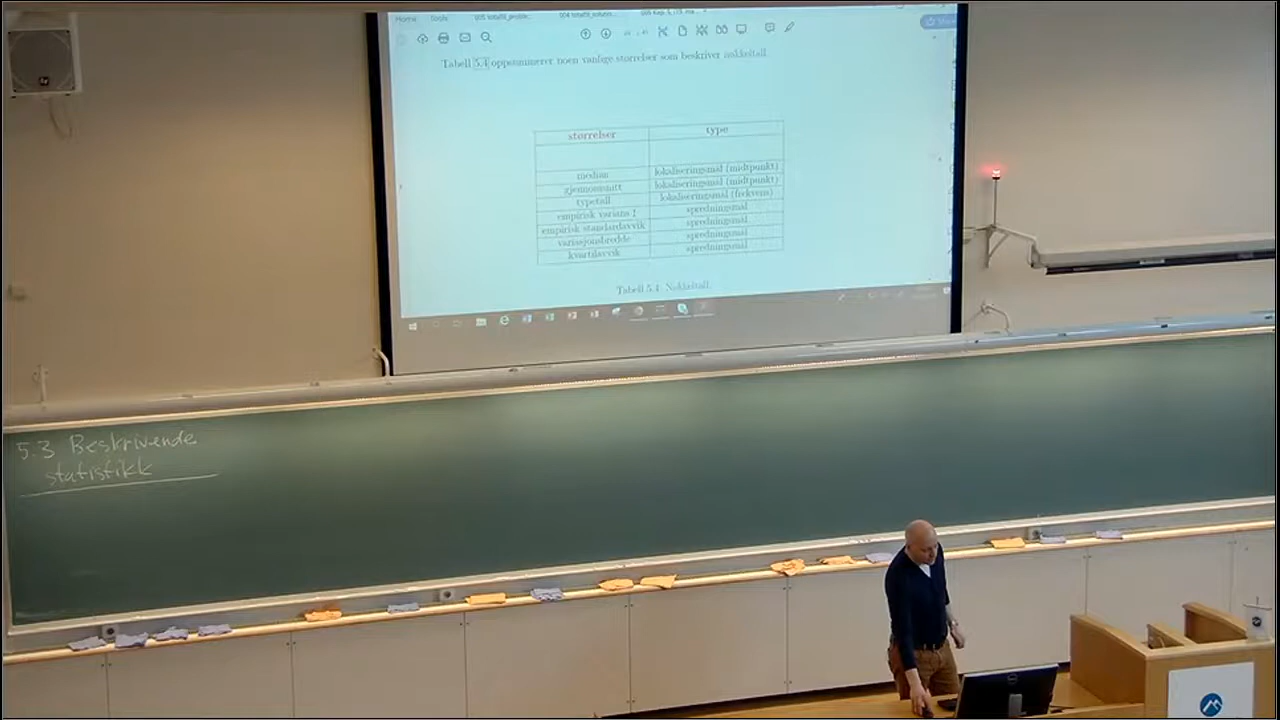 Home Tools
Tabell 5.4 oppsummerer noen vanlige størrelser som beskriver nøkkeltall.
størrelser type
median lokaliseringsmål (midtpunkt)
gjennomsnitt lokaliseringsmål (midtpunkt)
typetall lokaliseringsmål (frekvens)
empirisk varians spredningsmål
empirisk standardavvik spredningsmål
variasjonsbredde spredningsmål
kvartilavvik spredningsmål
Tabell 5.4: Nøkkeltall.
5.3 Beskrivende
statistikk